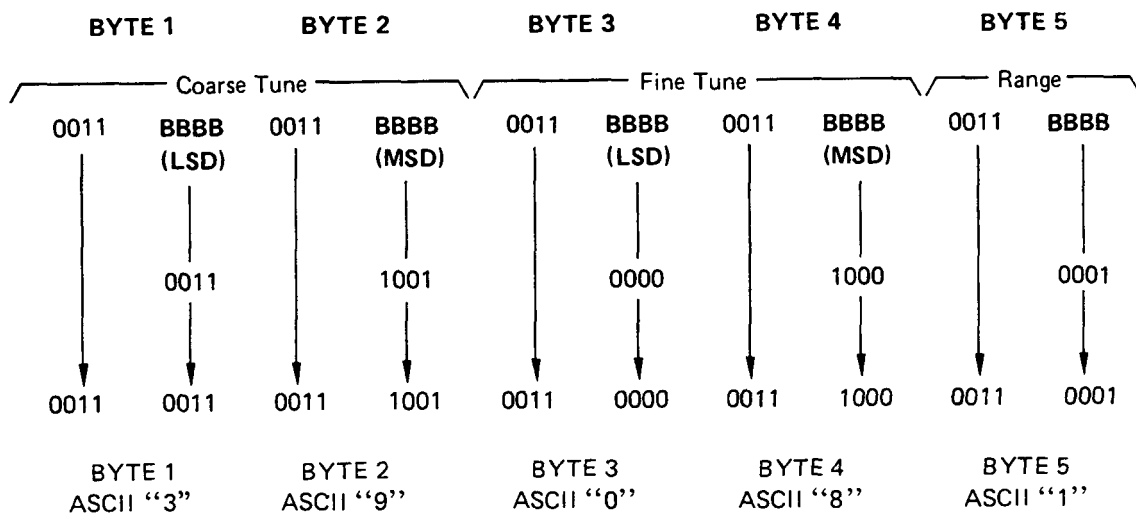 BYTE 1 BYTE 2 BYTE 3 BYTE 4 BYTE 5
Coarse Tune Fine Tune Range
0011 BBBB 0011 BBBB 0011 BBBB 0011 BBBB 0011 BBBB
(LSD) (MSD) (LSD) (MSD)
0011 1001 0000 1000 0001
0011 0011 0011 1001 0011 0000 0011 1000 0011 0001
BYTE 1 BYTE 2 BYTE 3 BYTE 4 BYTE 5
ASCII “3” ASCII “9” ASCII “0” ASCII “8” ASCII “1”